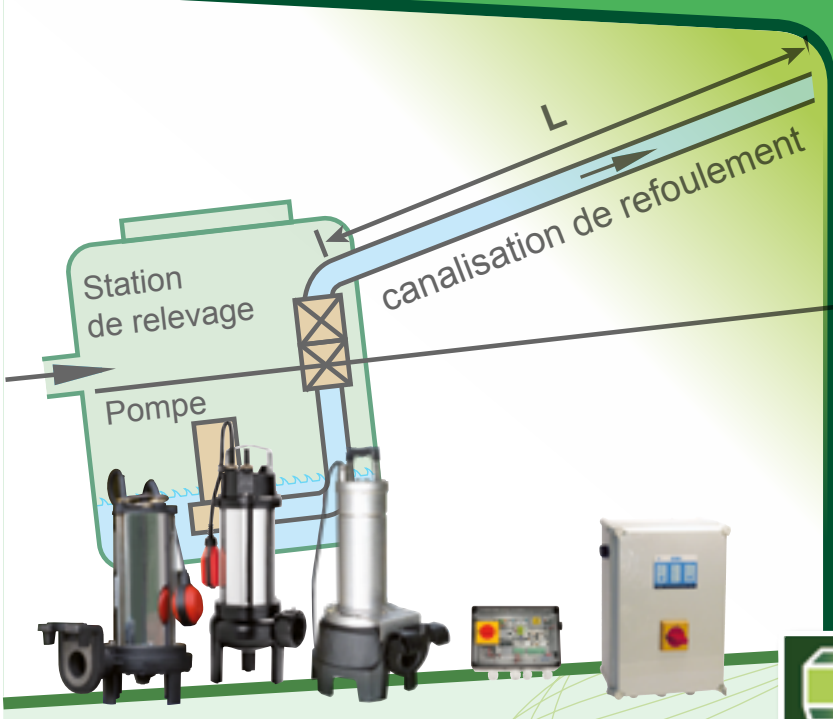 L
canalisation de refoulement
Station
de relevage
Pompe